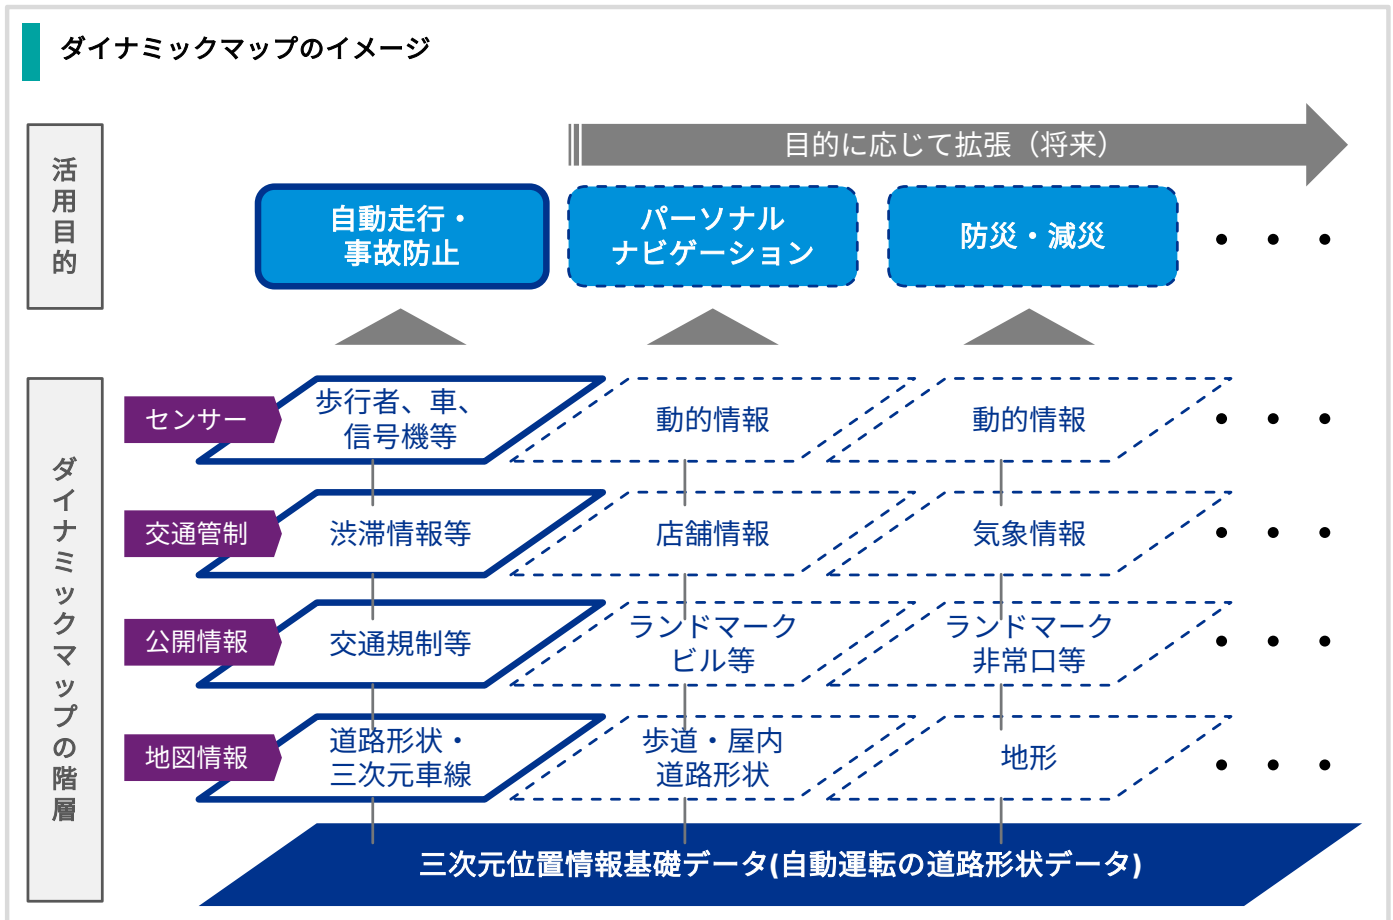 ダイナミックマップのイメージ
活用目的
目的に応じて拡張（将来）
自動走行・
事故防止
パーソナル
ナビゲーション
防災・減災
・・・
ダイナミックマップの階層
センサー
歩行者、車、
信号機等
動的情報
動的情報
・・・
交通管制
渋滞情報等
店舗情報
気象情報
・・・
公開情報
交通規制等
ランドマーク
ビル等
ランドマーク
非常口等
・・・
地図情報
道路形状・
三次元車線
歩道・屋内
道路形状
地形
・・・
三次元位置情報基礎データ(自動運転の道路形状データ)